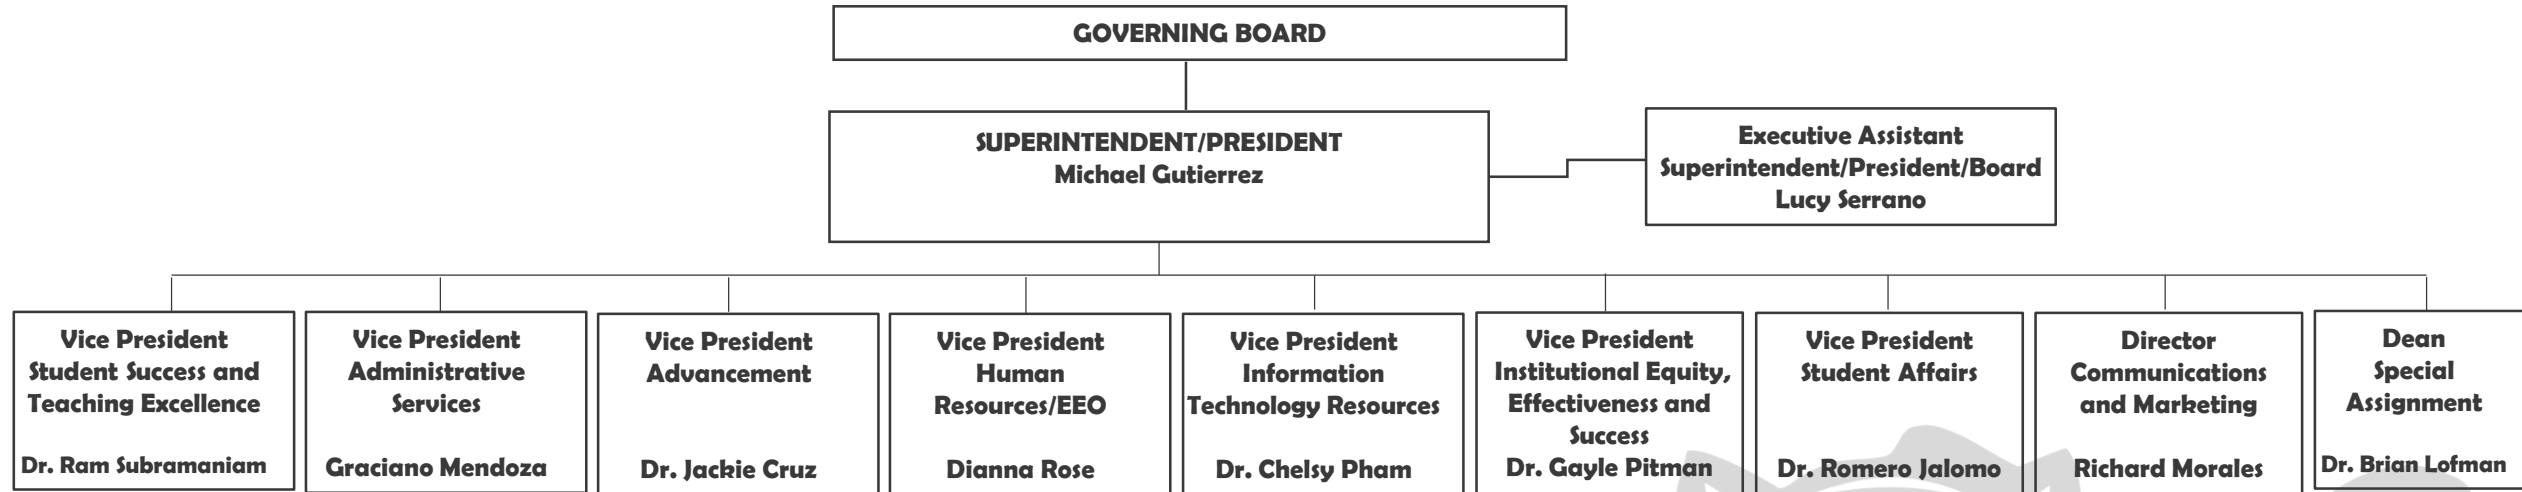 GOVERNING BOARD
SUPERINTENDENT/PRESIDENT
Michael Gutierrez
Executive Assistant
Superintendent/President/Board
Lucy Serrano
Vice President
Student Success and
Teaching Excellence
Dr. Ram Subramaniam
Vice President
Administrative
Services
Graciano Mendoza
Vice President
Advancement
Dr. Jackie Cruz
Vice President
Human
Resources/EEO
Dianna Rose
Vice President
Information
Technology Resources
Dr. Chelsy Pham
Vice President
Institutional Equity,
Effectiveness and
Success
Dr. Gayle Pitman
Vice President
Student Affairs
Dr. Romero Jalomo
Director
Communications
and Marketing
Richard Morales
Dean
Special
Assignment
Dr. Brian Lofman